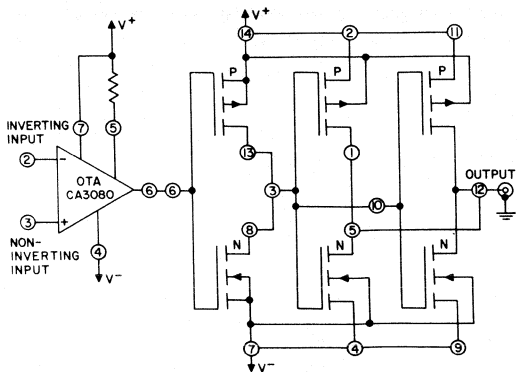 V+
V+
14
2
11
P
P
P
7
5
INVERTING
INPUT
2
−
OTA
CA3080
6
6
3
+
NON-
INVERTING
INPUT
4
V−
13
1
3
10
8
5
OUTPUT
12
N
N
N
7
4
9
V−